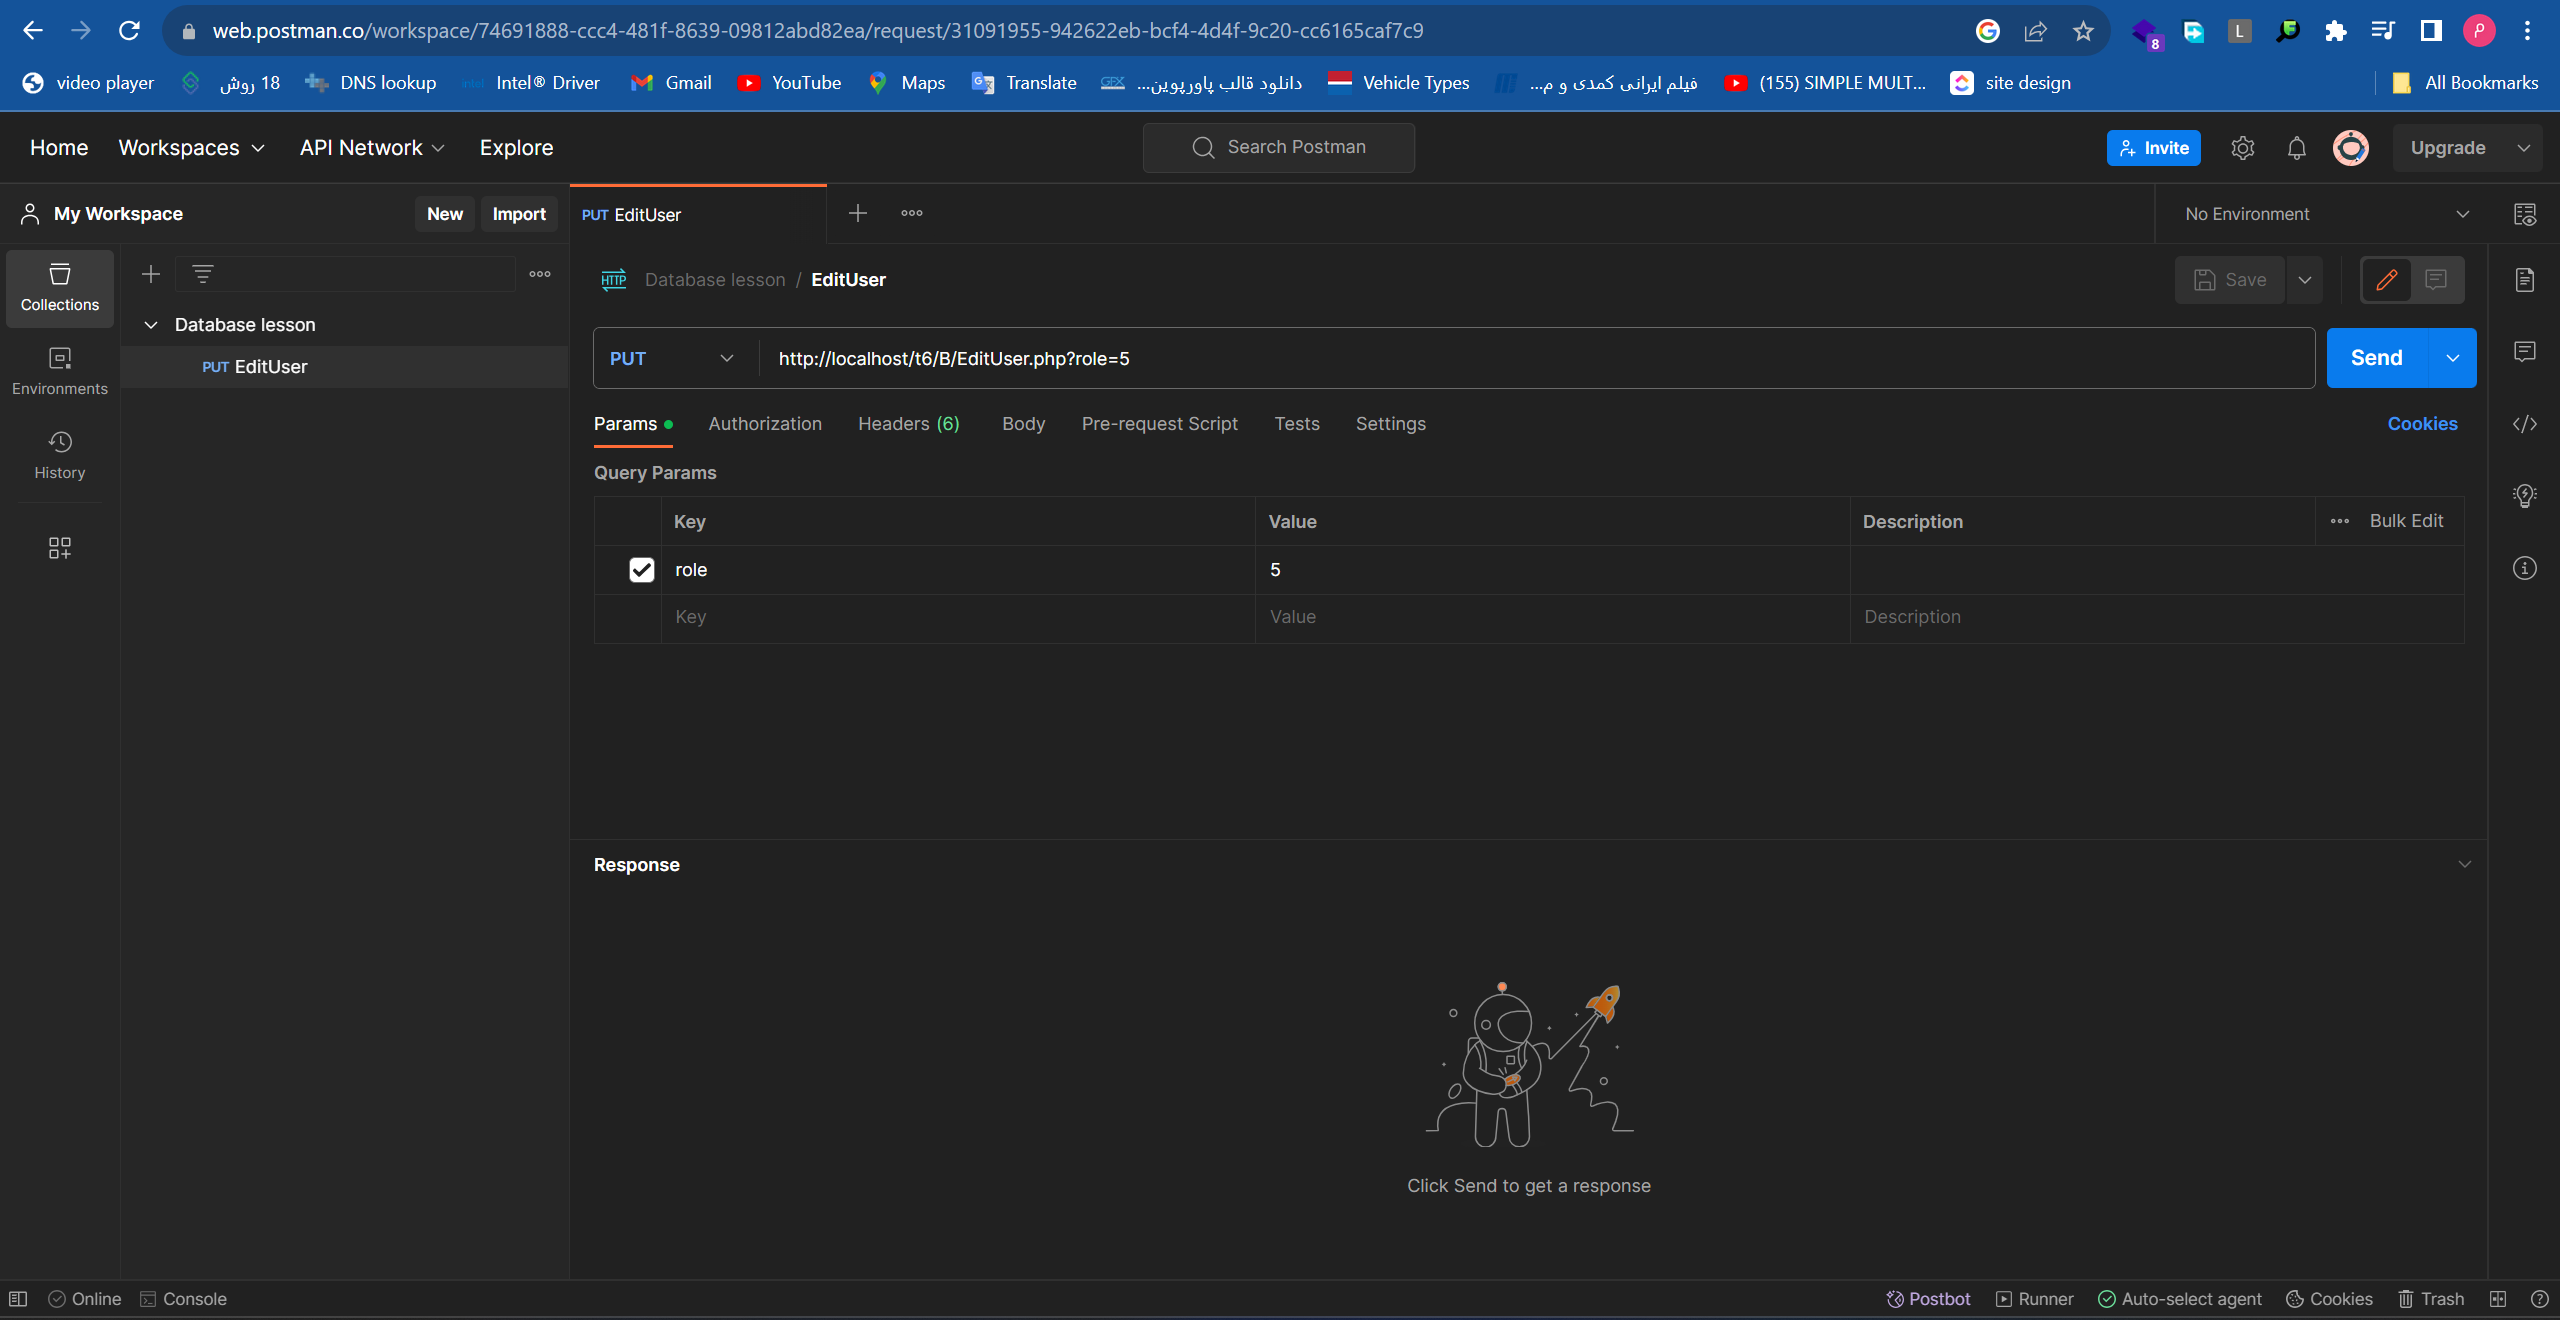 web.postman.co/workspace/74691888-ccc4-481f-8639-09812abd82ea/request/31091955-942622eb-bcf4-4d4f-9c20-cc6165caf7c9
8
L
P
video player
18 روش
DNS lookup
intel
Intel® Driver
Gmail
YouTube
Maps
Translate
GFX
دانلود قالب پاورپوین...
Vehicle Types
فیلم ایرانی کمدی و م...
(155) SIMPLE MULT...
site design
All Bookmarks
Home
Workspaces
API Network
Explore
Search Postman
Invite
Upgrade
My Workspace
New
Import
PUT EditUser
No Environment
Collections
Environments
History
Database lesson
PUT EditUser
HTTP
Database lesson / EditUser
Save
PUT
http://localhost/t6/B/EditUser.php?role=5
Send
Params
Authorization
Headers (6)
Body
Pre-request Script
Tests
Settings
Cookies
Query Params
Key
Value
Description
Bulk Edit
role
5
Key
Value
Description
Response
Click Send to get a response
Online
Console
Postbot
Runner
Auto-select agent
Cookies
Trash